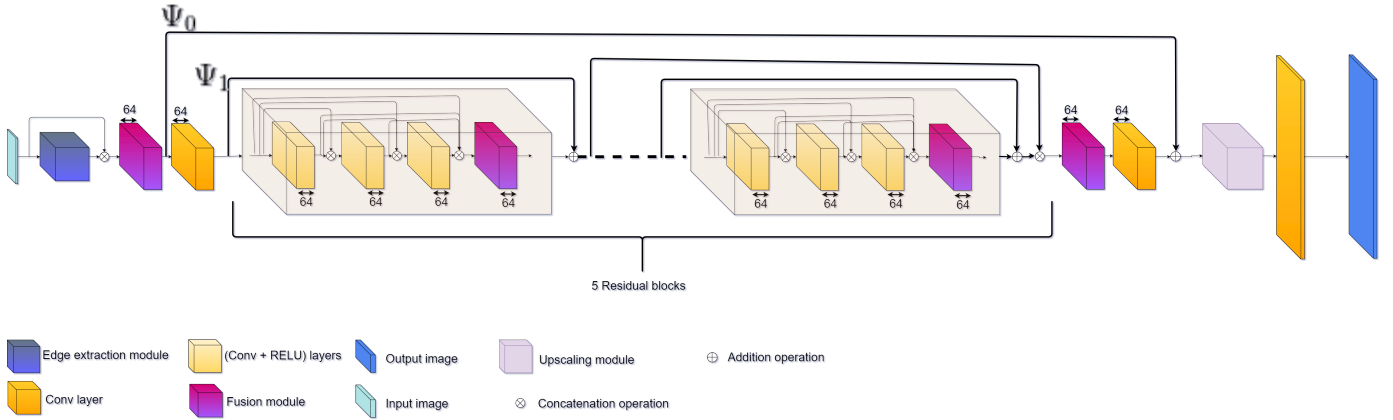 Ψ0
Ψ1
64
64
64
64
64
64
64
64
64
64
64
64
5 Residual blocks
Edge extraction module
(Conv + RELU) layers
Output image
Upscaling module
Addition operation
Conv layer
Fusion module
Input image
Concatenation operation